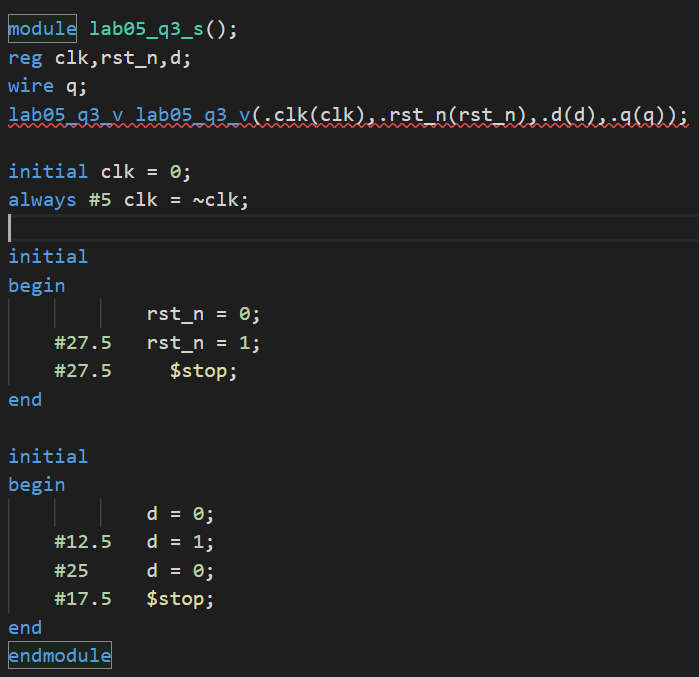 module lab05_q3_s();
reg clk,rst_n,d;
wire q;
lab05_q3_v lab05_q3_v(.clk(clk),.rst_n(rst_n),.d(d),.q(q));
initial clk = 0;
always #5 clk = ~clk;
initial
begin
rst_n = 0;
#27.5 rst_n = 1;
#27.5 $stop;
end
initial
begin
d = 0;
#12.5 d = 1;
#25 d = 0;
#17.5 $stop;
end
endmodule